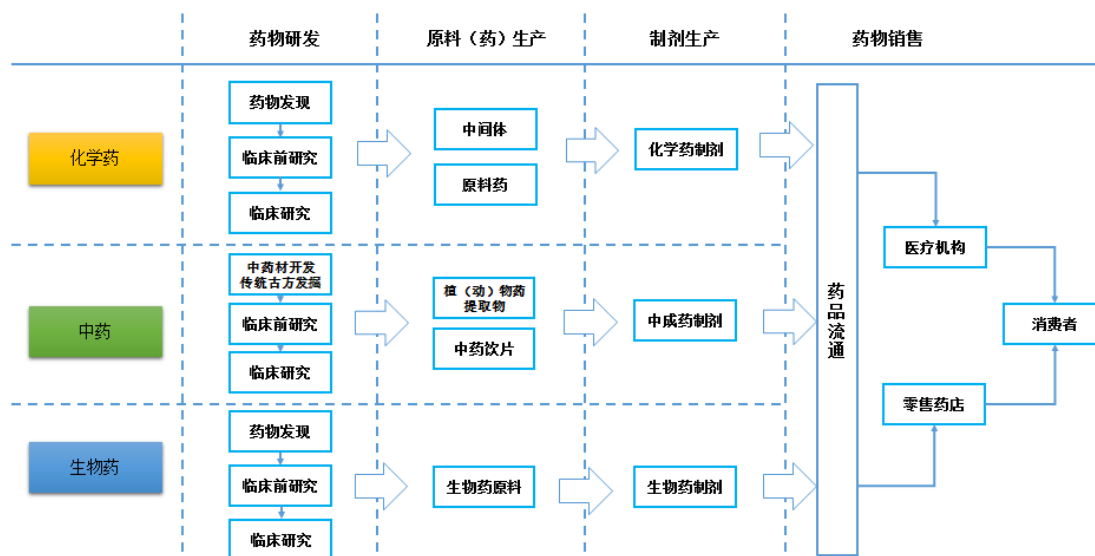 药物研发
原料（药）生产
制剂生产
药物销售
化学药
药物发现
临床前研究
临床研究
中间体
原料药
化学药制剂
中药
中药材开发
传统古方发掘
临床前研究
临床研究
植（动）物药
提取物
中药饮片
中成药制剂
生物药
药物发现
临床前研究
临床研究
生物药原料
生物药制剂
药品流通
医疗机构
零售药店
消费者